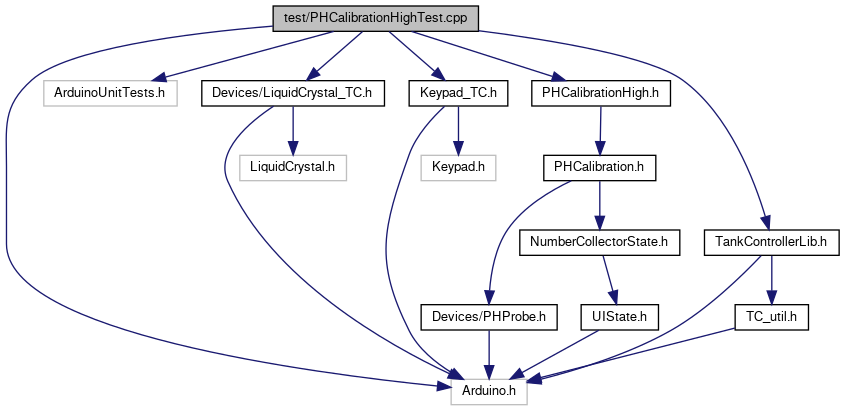 test/PHCalibrationHighTest.cpp
ArduinoUnitTests.h
Devices/LiquidCrystal_TC.h
Keypad_TC.h
PHCalibrationHigh.h
LiquidCrystal.h
Keypad.h
PHCalibration.h
NumberCollectorState.h
TankControllerLib.h
Devices/PHProbe.h
UIState.h
TC_util.h
Arduino.h